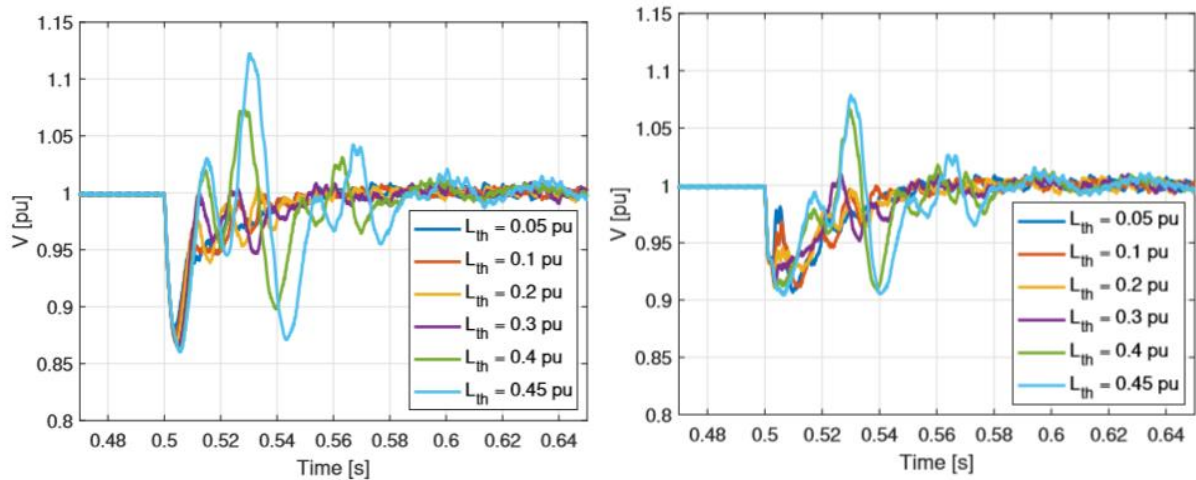 1.15
1.1
1.05
1
0.95
0.9
0.85
0.8
V [pu]
0.48 0.5 0.52 0.54 0.56 0.58 0.6 0.62 0.64
Time [s]
L_th = 0.05 pu
L_th = 0.1 pu
L_th = 0.2 pu
L_th = 0.3 pu
L_th = 0.4 pu
L_th = 0.45 pu
1.15
1.1
1.05
1
0.95
0.9
0.85
0.8
V [pu]
0.48 0.5 0.52 0.54 0.56 0.58 0.6 0.62 0.64
Time [s]
L_th = 0.05 pu
L_th = 0.1 pu
L_th = 0.2 pu
L_th = 0.3 pu
L_th = 0.4 pu
L_th = 0.45 pu